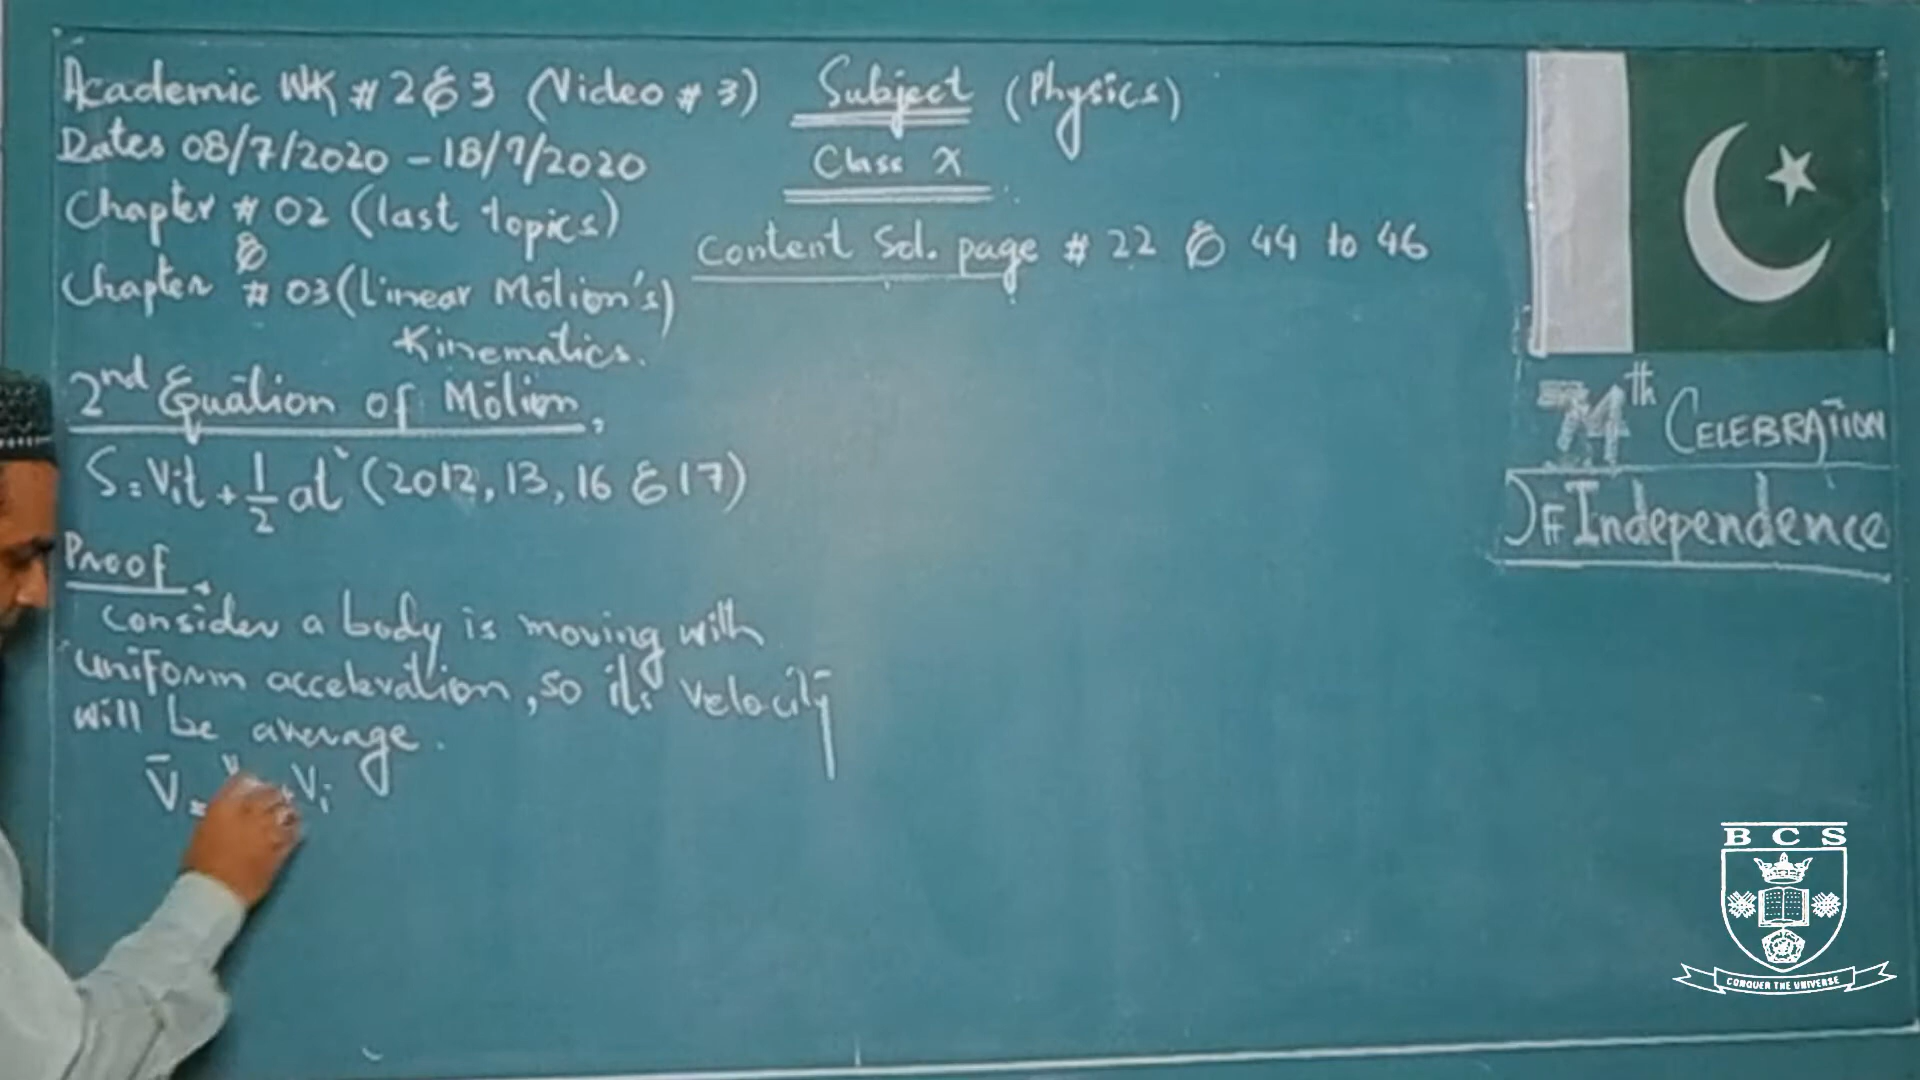 Academic WK # 2 & 3 (Video # 3)
Subject (Physics)
Dates 08/7/2020 - 18/7/2020
Class X
Chapter # 02 (last topics)
&
Content Sd. page # 22 & 44 to 46
Chapter # 03 (Linear Motion's)
Kinematics.
2nd Equation of Motion,
S = Vit + 1/2 at² (2012, 13, 16 & 17)
Proof
Consider a body is moving with
uniform acceleration, so its velocity
will be average.
V̄ = V + Vi
74th CELEBRATION
OF Independence
BCS
CONQUER THE UNIVERSE